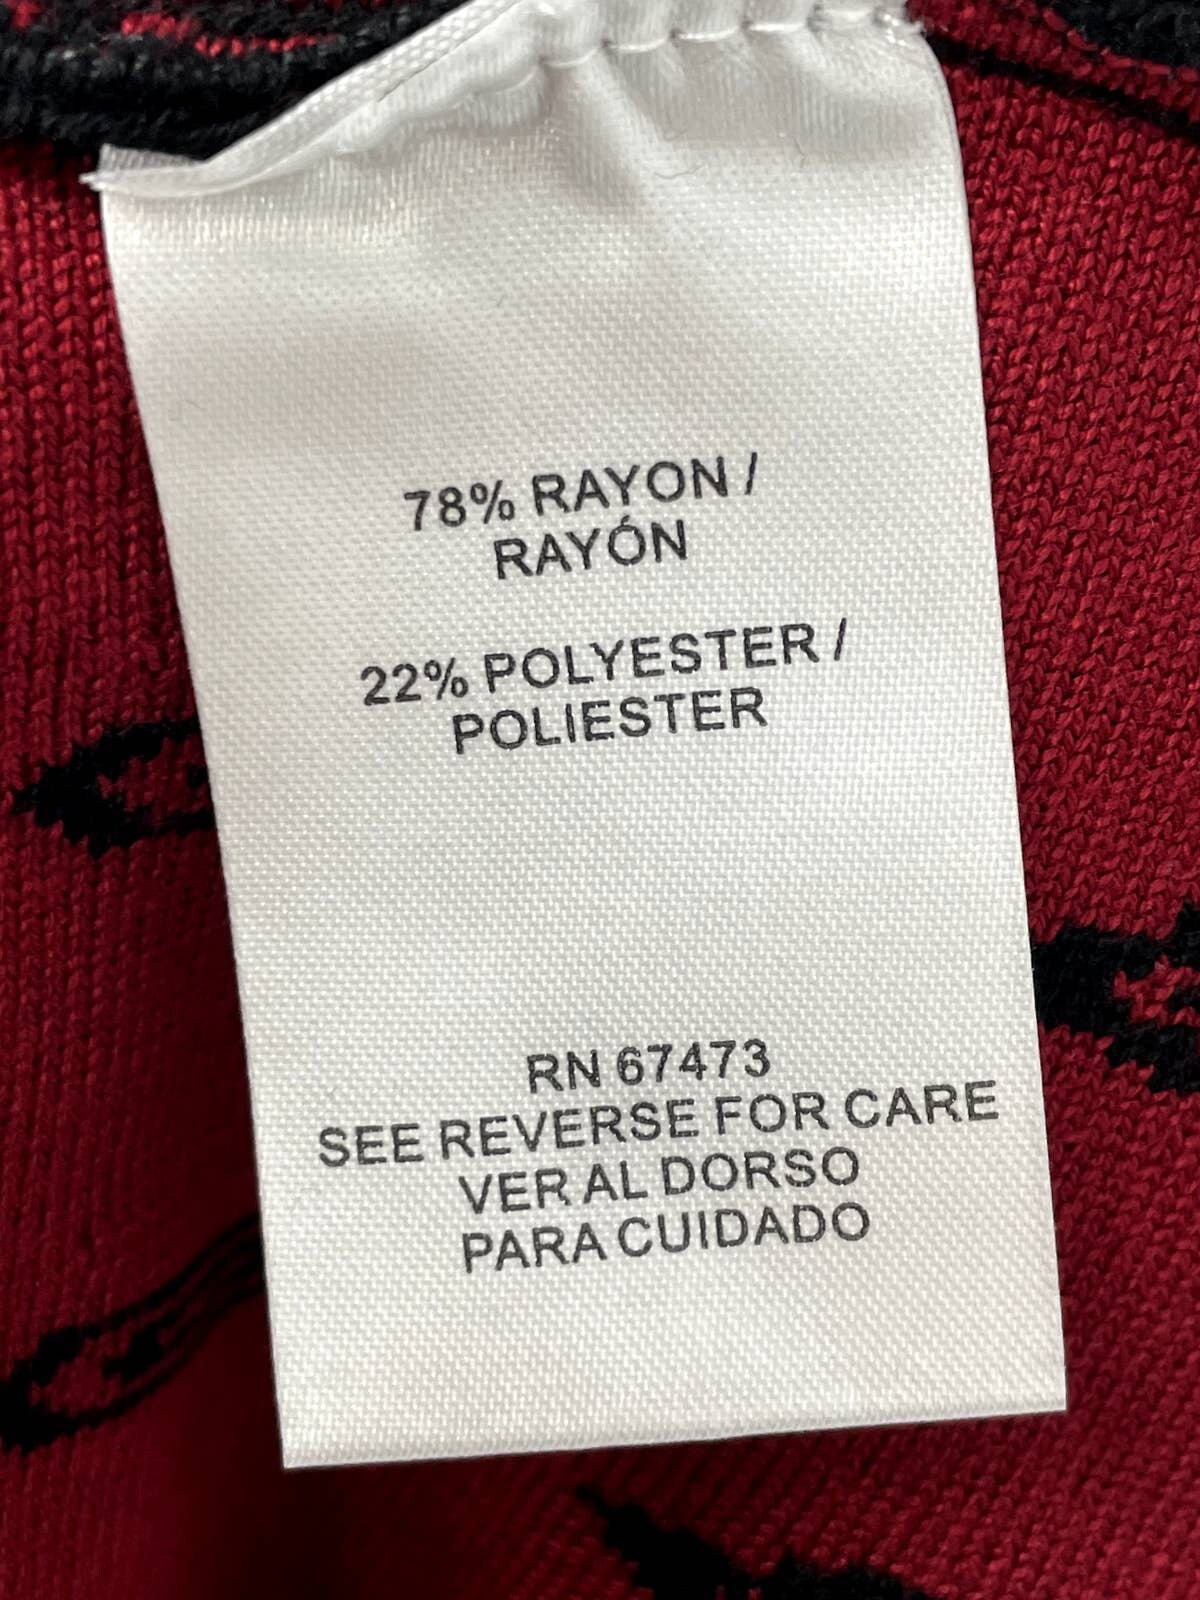 78% RAYON /
RAYÓN
22% POLYESTER /
POLIESTER
RN 67473
SEE REVERSE FOR CARE
VER AL DORSO
PARA CUIDADO